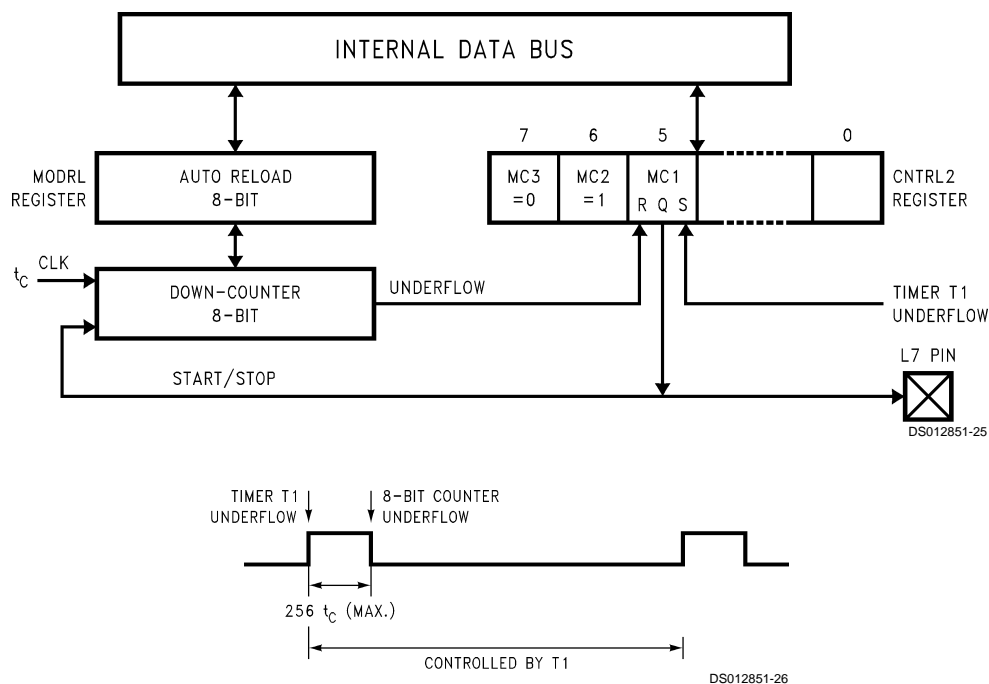 INTERNAL DATA BUS
7 6 5 0
MODRL
REGISTER
AUTO RELOAD
8-BIT
MC3
=0
MC2
=1
MC1
R Q S
CNTRL2
REGISTER
tC CLK
DOWN-COUNTER
8-BIT
UNDERFLOW
TIMER T1
UNDERFLOW
START/STOP
L7 PIN
DS012851-25
TIMER T1
UNDERFLOW
8-BIT COUNTER
UNDERFLOW
256 tC (MAX.)
CONTROLLED BY T1
DS012851-26